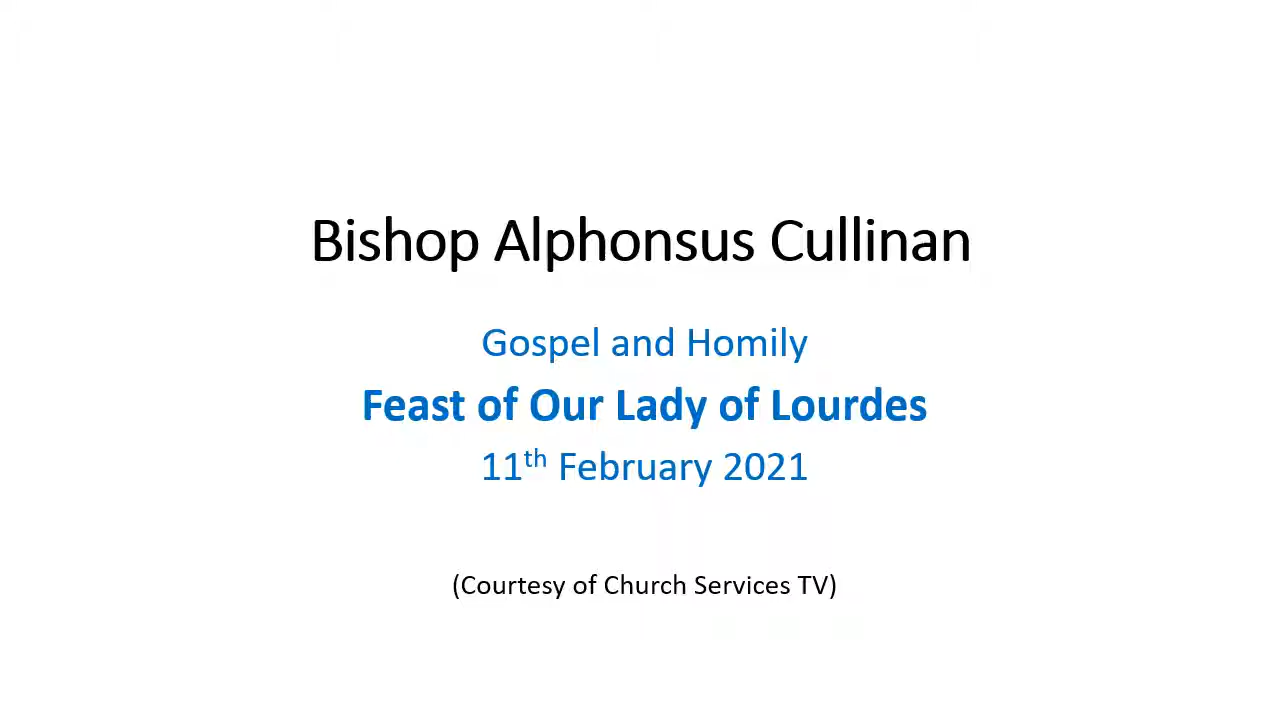 Bishop Alphonsus Cullinan
Gospel and Homily
Feast of Our Lady of Lourdes
11th February 2021
(Courtesy of Church Services TV)